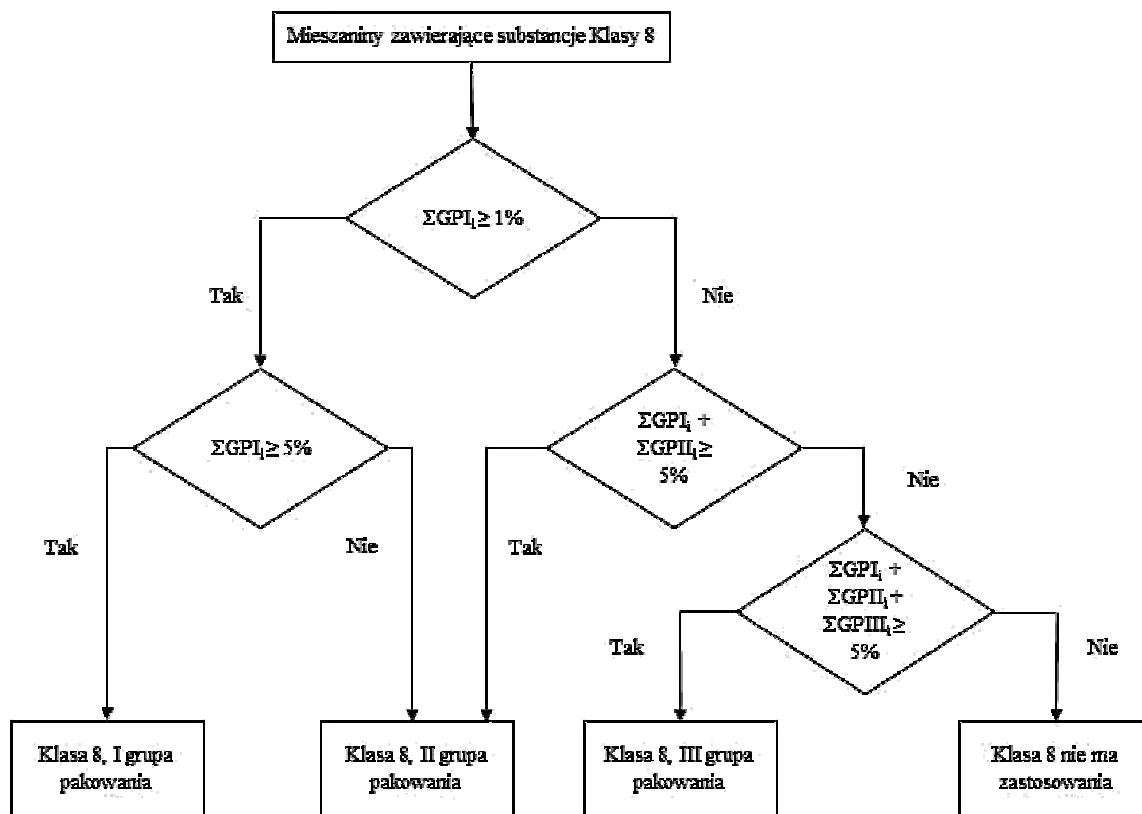 Mieszaniny zawierające substancje Klasy 8
ΣGPIᵢ ≥ 1%
Tak
Nie
ΣGPIᵢ ≥ 5%
ΣGPIᵢ +
ΣGPIIᵢ ≥
5%
Nie
Tak
Nie
Tak
ΣGPIᵢ +
ΣGPIIᵢ +
ΣGPIIIᵢ ≥
5%
Tak
Nie
Klasa 8, I grupa
pakowania
Klasa 8, II grupa
pakowania
Klasa 8, III grupa
pakowania
Klasa 8 nie ma
zastosowania